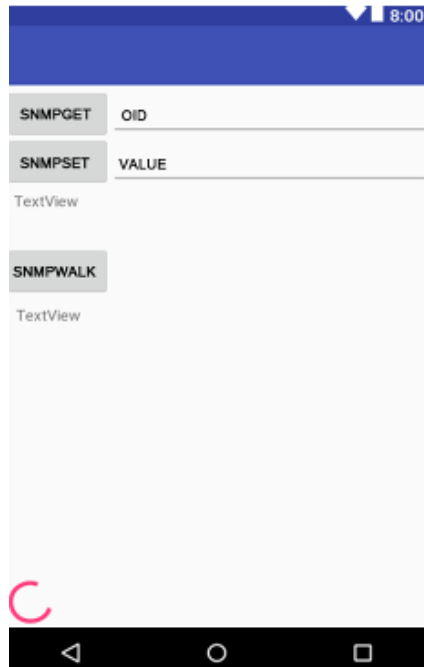 8:00
SNMPGET OID
SNMPSET VALUE
TextView
SNMPWALK
TextView